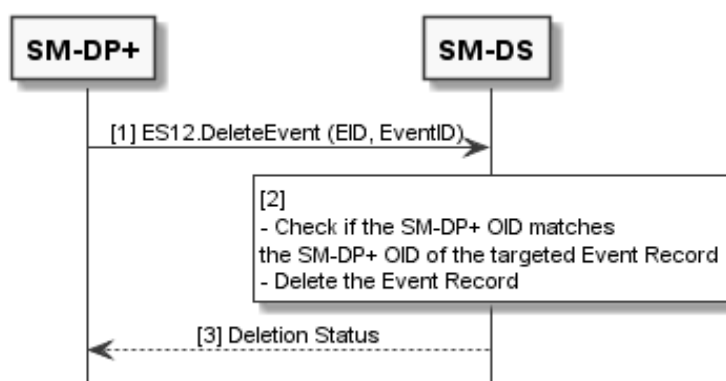 SM-DP+
SM-DS
[1] ES12.DeleteEvent (EID, EventID)
[2]
- Check if the SM-DP+ OID matches
the SM-DP+ OID of the targeted Event Record
- Delete the Event Record
[3] Deletion Status